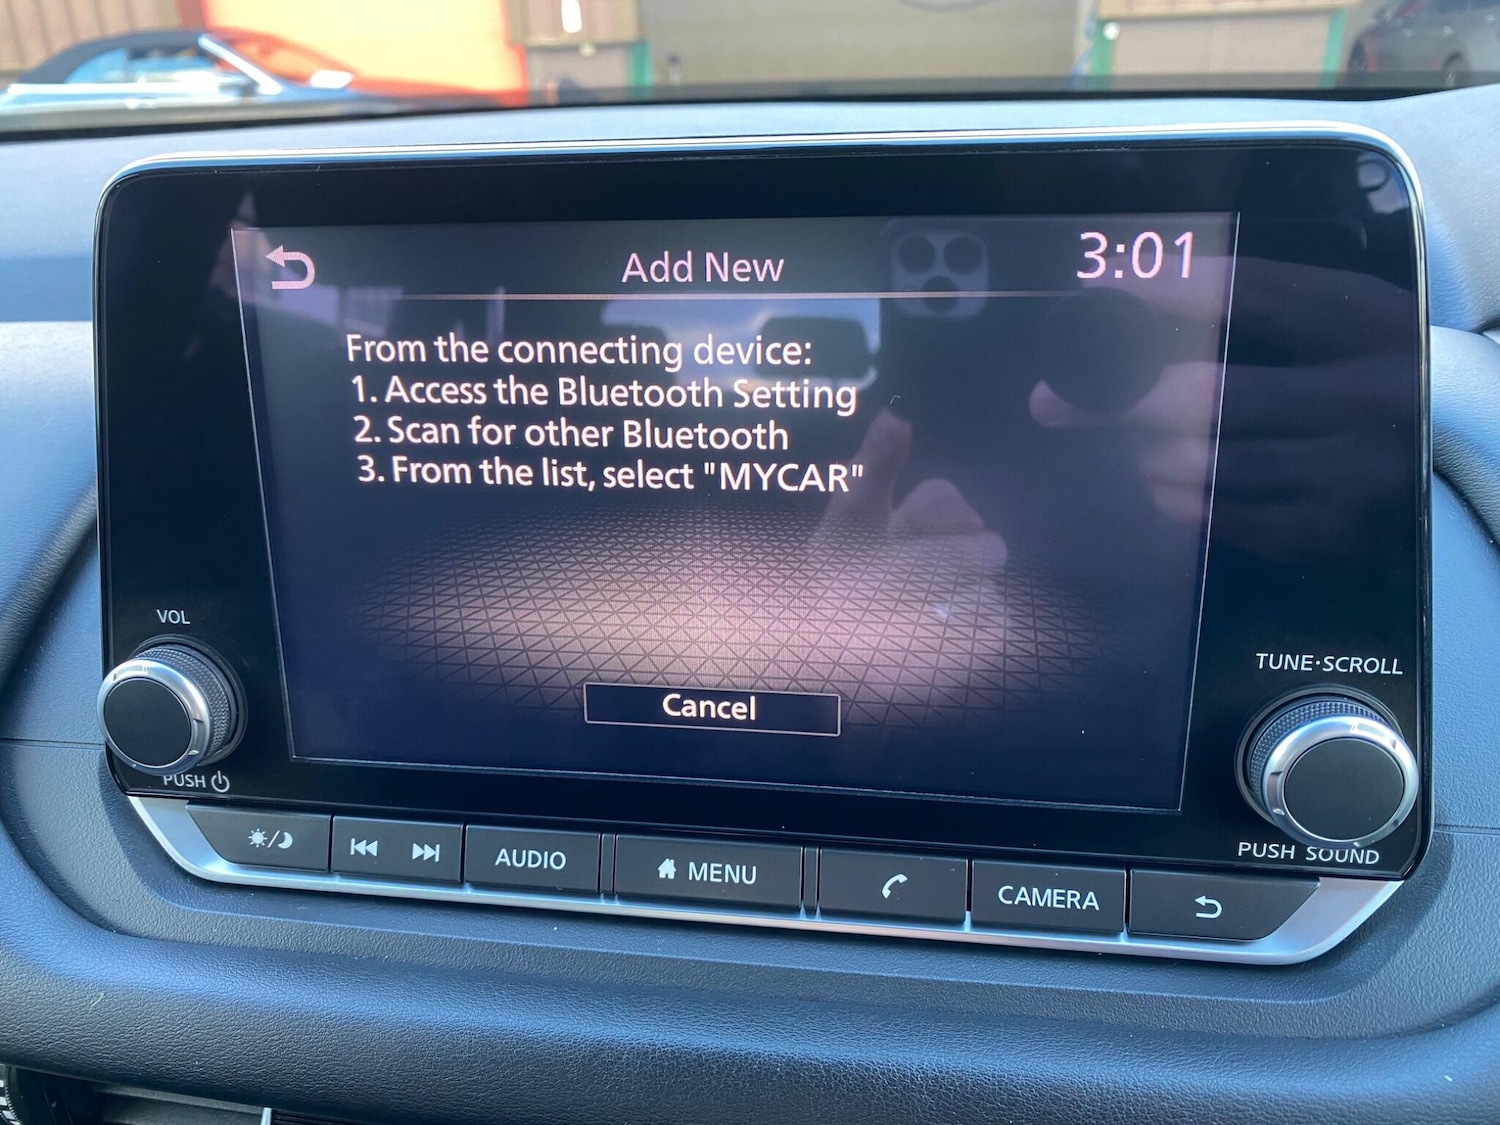 Add New
3:01
From the connecting device:
1. Access the Bluetooth Setting
2. Scan for other Bluetooth
3. From the list, select "MYCAR"
Cancel
VOL
PUSH
TUNE·SCROLL
PUSH SOUND
AUDIO
MENU
CAMERA